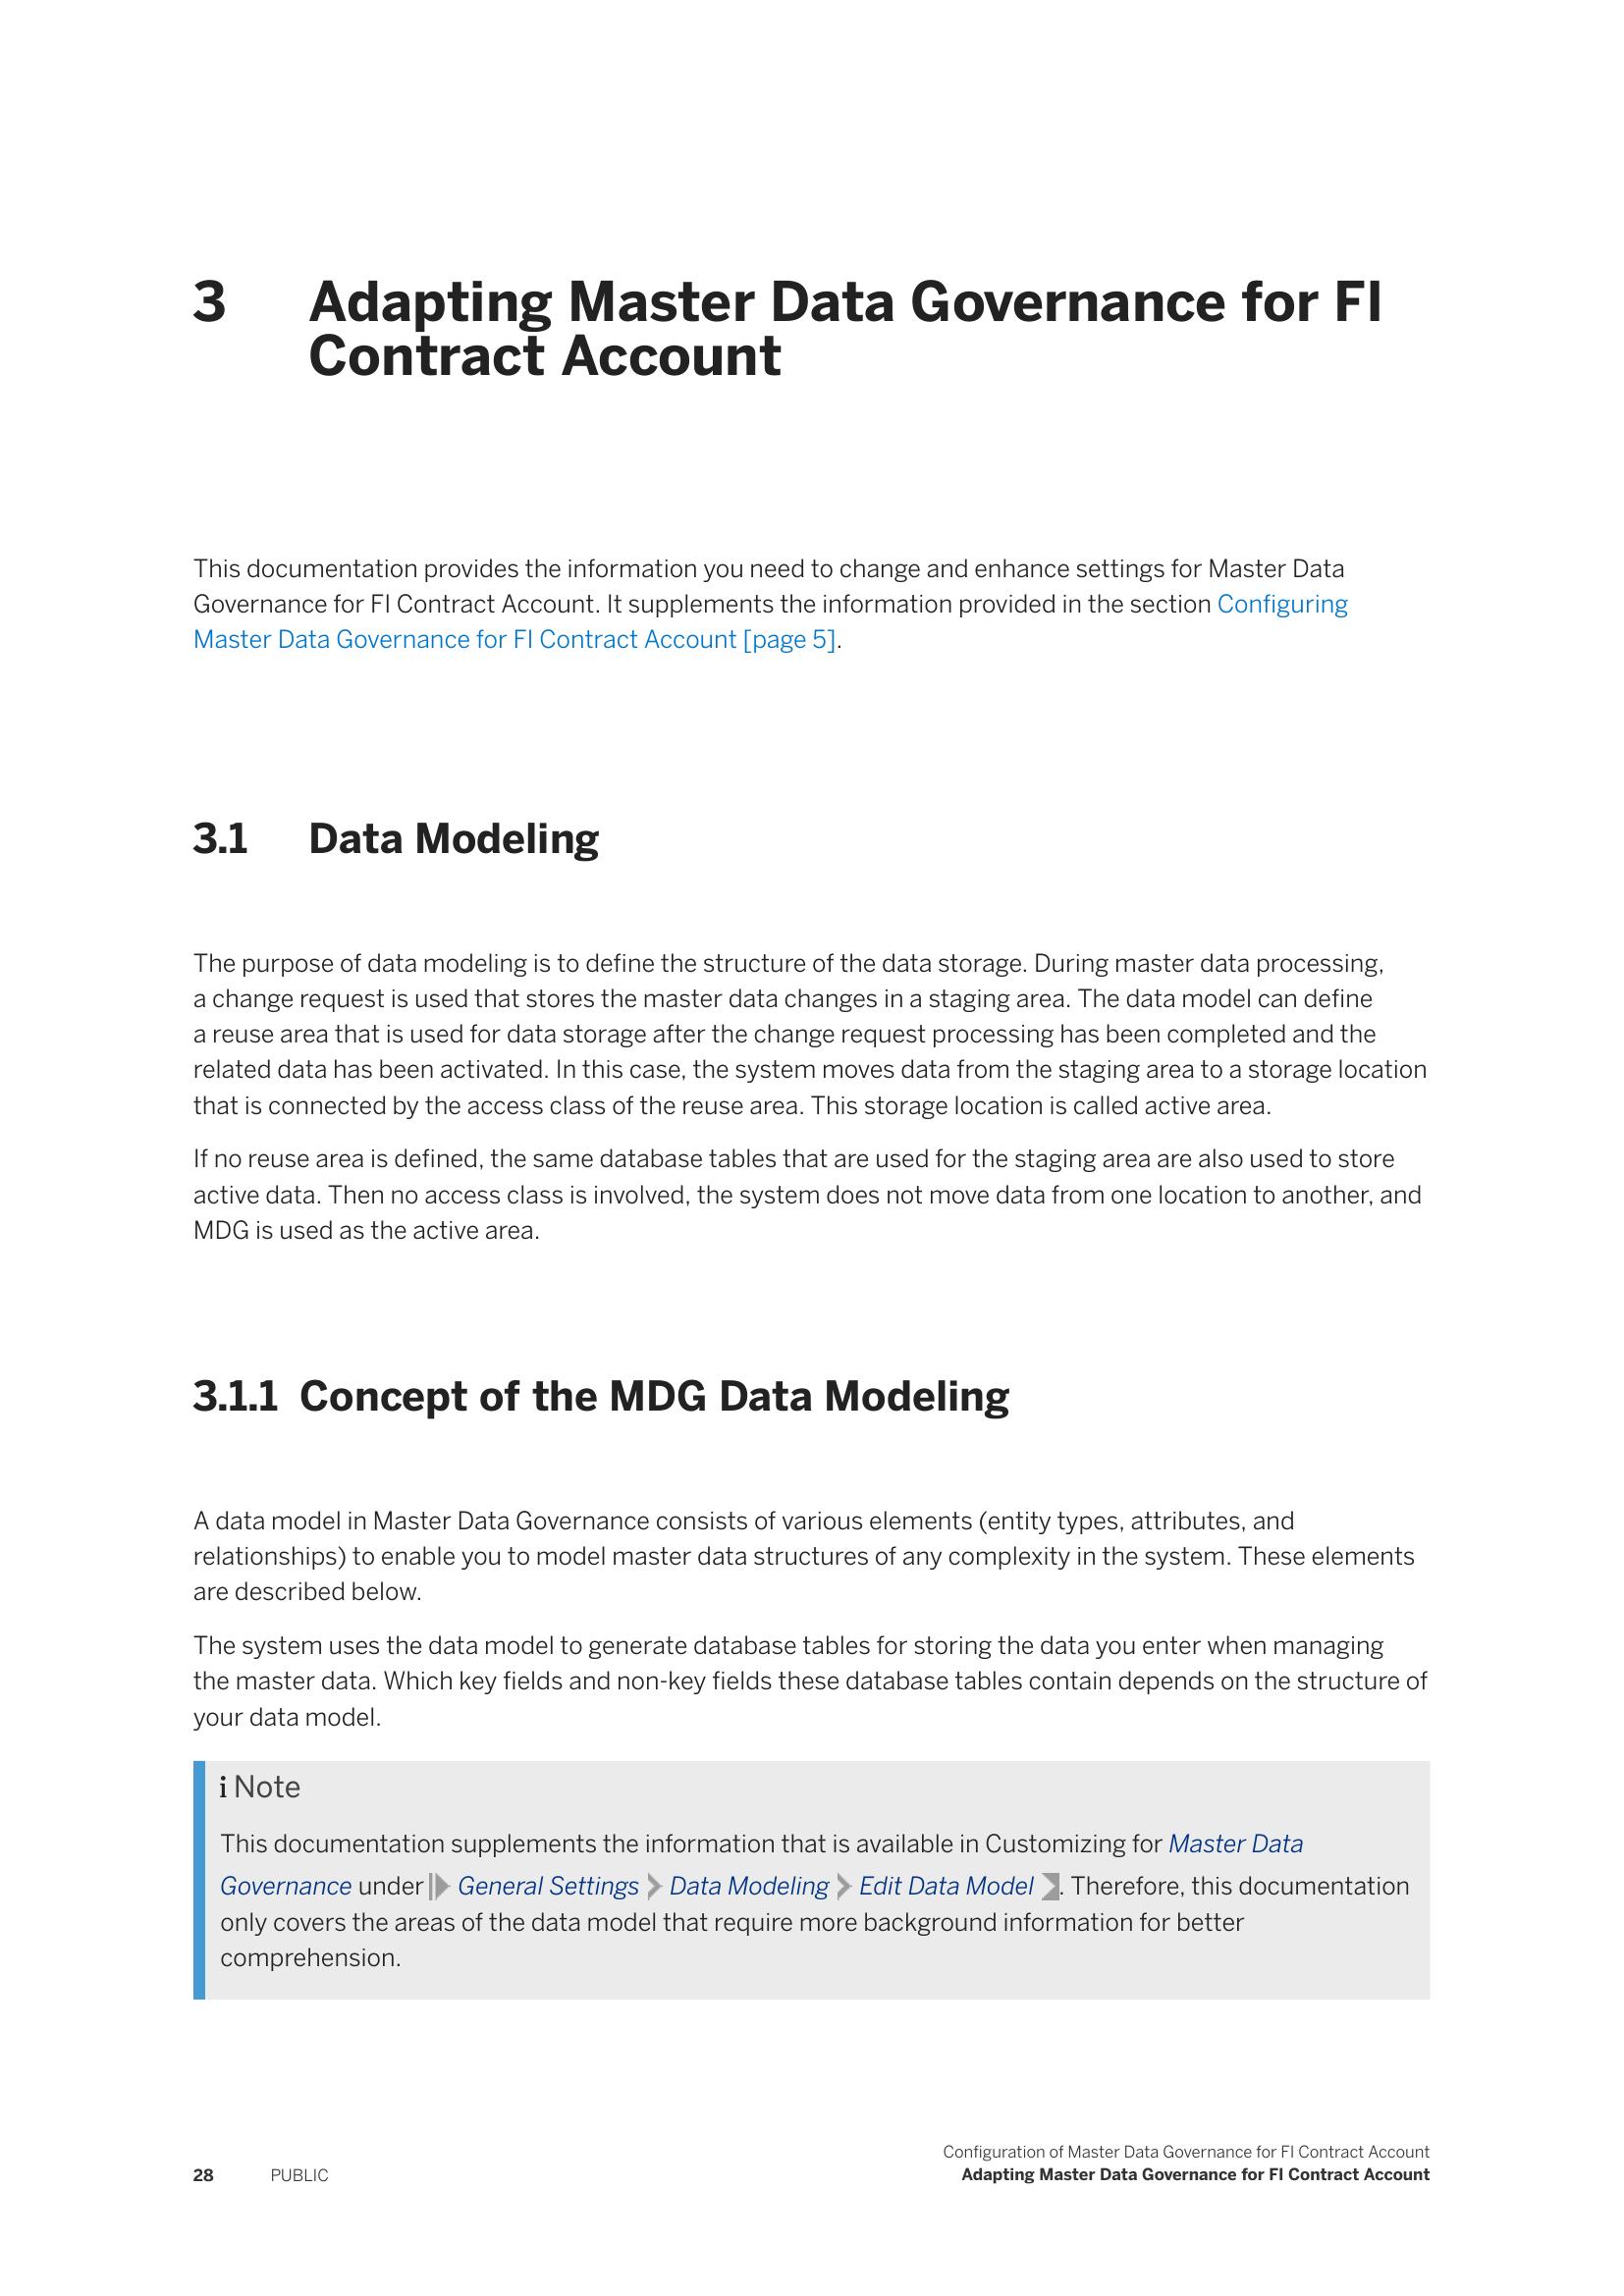 3 Adapting Master Data Governance for FI
Contract Account
This documentation provides the information you need to change and enhance settings for Master Data
Governance for FI Contract Account. It supplements the information provided in the section Configuring
Master Data Governance for FI Contract Account [page 5].
3.1 Data Modeling
The purpose of data modeling is to define the structure of the data storage. During master data processing,
a change request is used that stores the master data changes in a staging area. The data model can define
a reuse area that is used for data storage after the change request processing has been completed and the
related data has been activated. In this case, the system moves data from the staging area to a storage location
that is connected by the access class of the reuse area. This storage location is called active area.
If no reuse area is defined, the same database tables that are used for the staging area are also used to store
active data. Then no access class is involved, the system does not move data from one location to another, and
MDG is used as the active area.
3.1.1 Concept of the MDG Data Modeling
A data model in Master Data Governance consists of various elements (entity types, attributes, and
relationships) to enable you to model master data structures of any complexity in the system. These elements
are described below.
The system uses the data model to generate database tables for storing the data you enter when managing
the master data. Which key fields and non-key fields these database tables contain depends on the structure of
your data model.
i Note
This documentation supplements the information that is available in Customizing for Master Data
Governance under General Settings Data Modeling Edit Data Model . Therefore, this documentation
only covers the areas of the data model that require more background information for better
comprehension.
Configuration of Master Data Governance for FI Contract Account
28 PUBLIC Adapting Master Data Governance for FI Contract Account